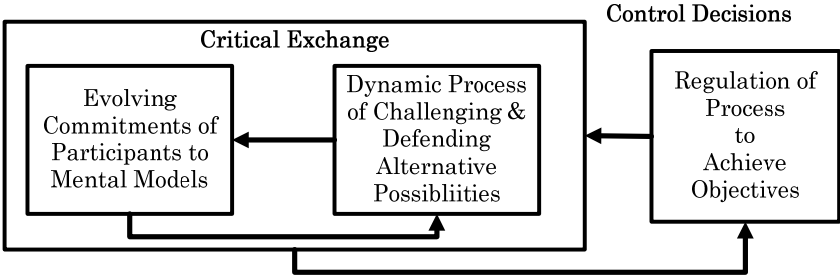 Control Decisions
Critical Exchange
Evolving
Commitments of
Participants to
Mental Models
Dynamic Process
of Challenging &
Defending
Alternative
Possibliities
Regulation of
Process
to
Achieve
Objectives